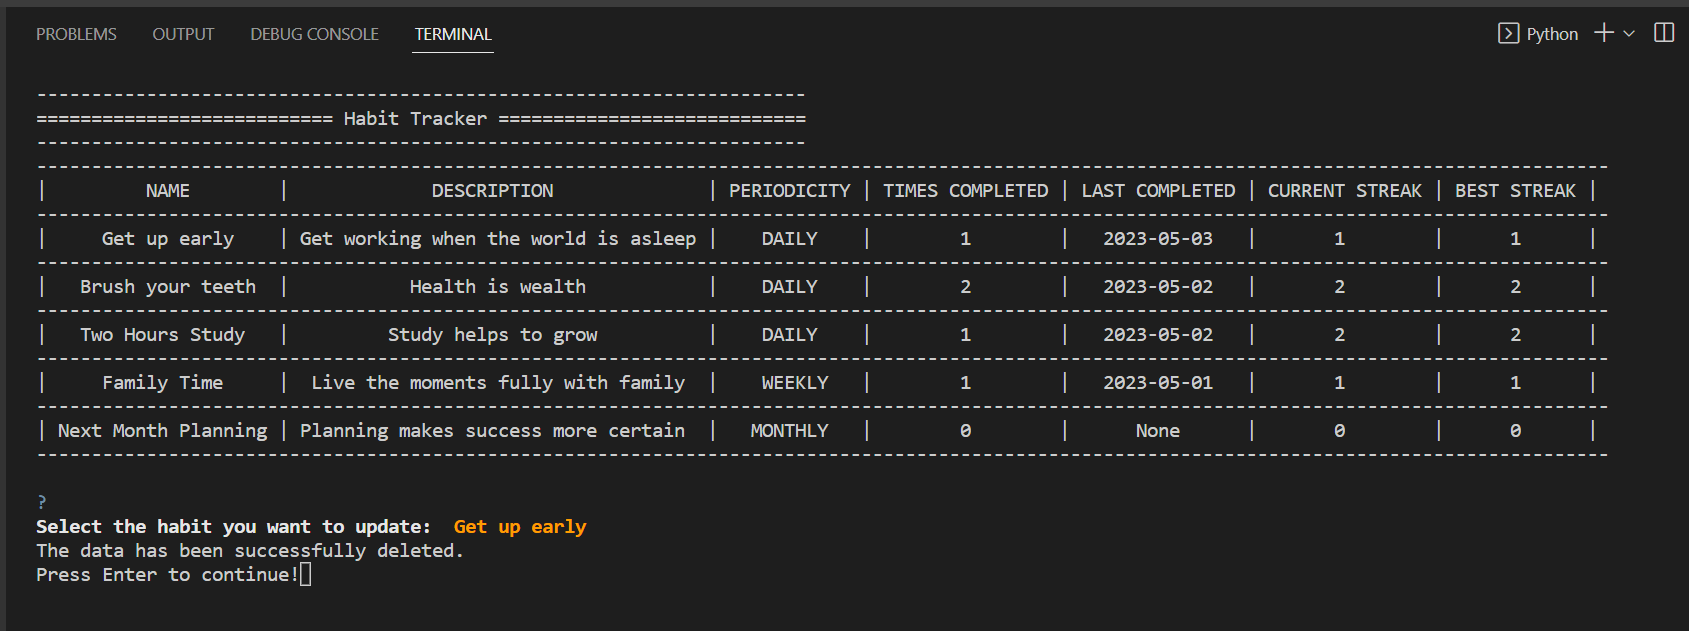 PROBLEMS OUTPUT DEBUG CONSOLE TERMINAL Python
----------------------------------------------------------------------
=========================== Habit Tracker ============================
----------------------------------------------------------------------
-----------------------------------------------------------------------------------------------------------------------------------------------
| NAME | DESCRIPTION | PERIODICITY | TIMES COMPLETED | LAST COMPLETED | CURRENT STREAK | BEST STREAK |
-----------------------------------------------------------------------------------------------------------------------------------------------
| Get up early | Get working when the world is asleep | DAILY | 1 | 2023-05-03 | 1 | 1 |
-----------------------------------------------------------------------------------------------------------------------------------------------
| Brush your teeth | Health is wealth | DAILY | 2 | 2023-05-02 | 2 | 2 |
-----------------------------------------------------------------------------------------------------------------------------------------------
| Two Hours Study | Study helps to grow | DAILY | 1 | 2023-05-02 | 2 | 2 |
-----------------------------------------------------------------------------------------------------------------------------------------------
| Family Time | Live the moments fully with family | WEEKLY | 1 | 2023-05-01 | 1 | 1 |
-----------------------------------------------------------------------------------------------------------------------------------------------
| Next Month Planning | Planning makes success more certain | MONTHLY | 0 | None | 0 | 0 |
-----------------------------------------------------------------------------------------------------------------------------------------------
?
Select the habit you want to update: Get up early
The data has been successfully deleted.
Press Enter to continue!